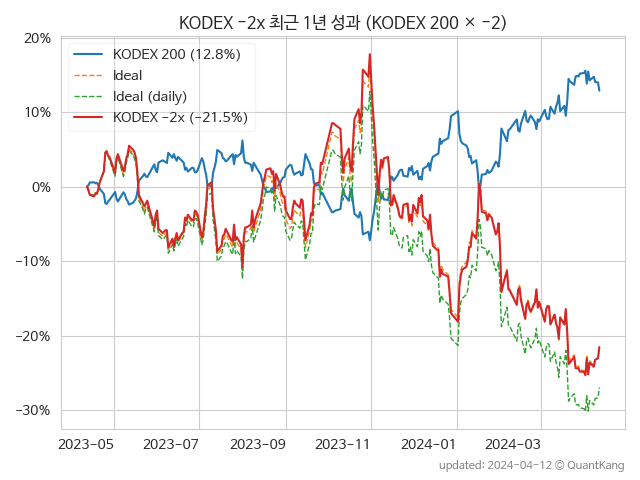 KODEX −2x 최근 1년 성과 (KODEX 200 × −2)
20%
10%
0%
−10%
−20%
−30%
KODEX 200 (12.8%)
Ideal
Ideal (daily)
KODEX −2x (−21.5%)
2023−05
2023−07
2023−09
2023−11
2024−01
2024−03
updated: 2024−04−12 © QuantKang